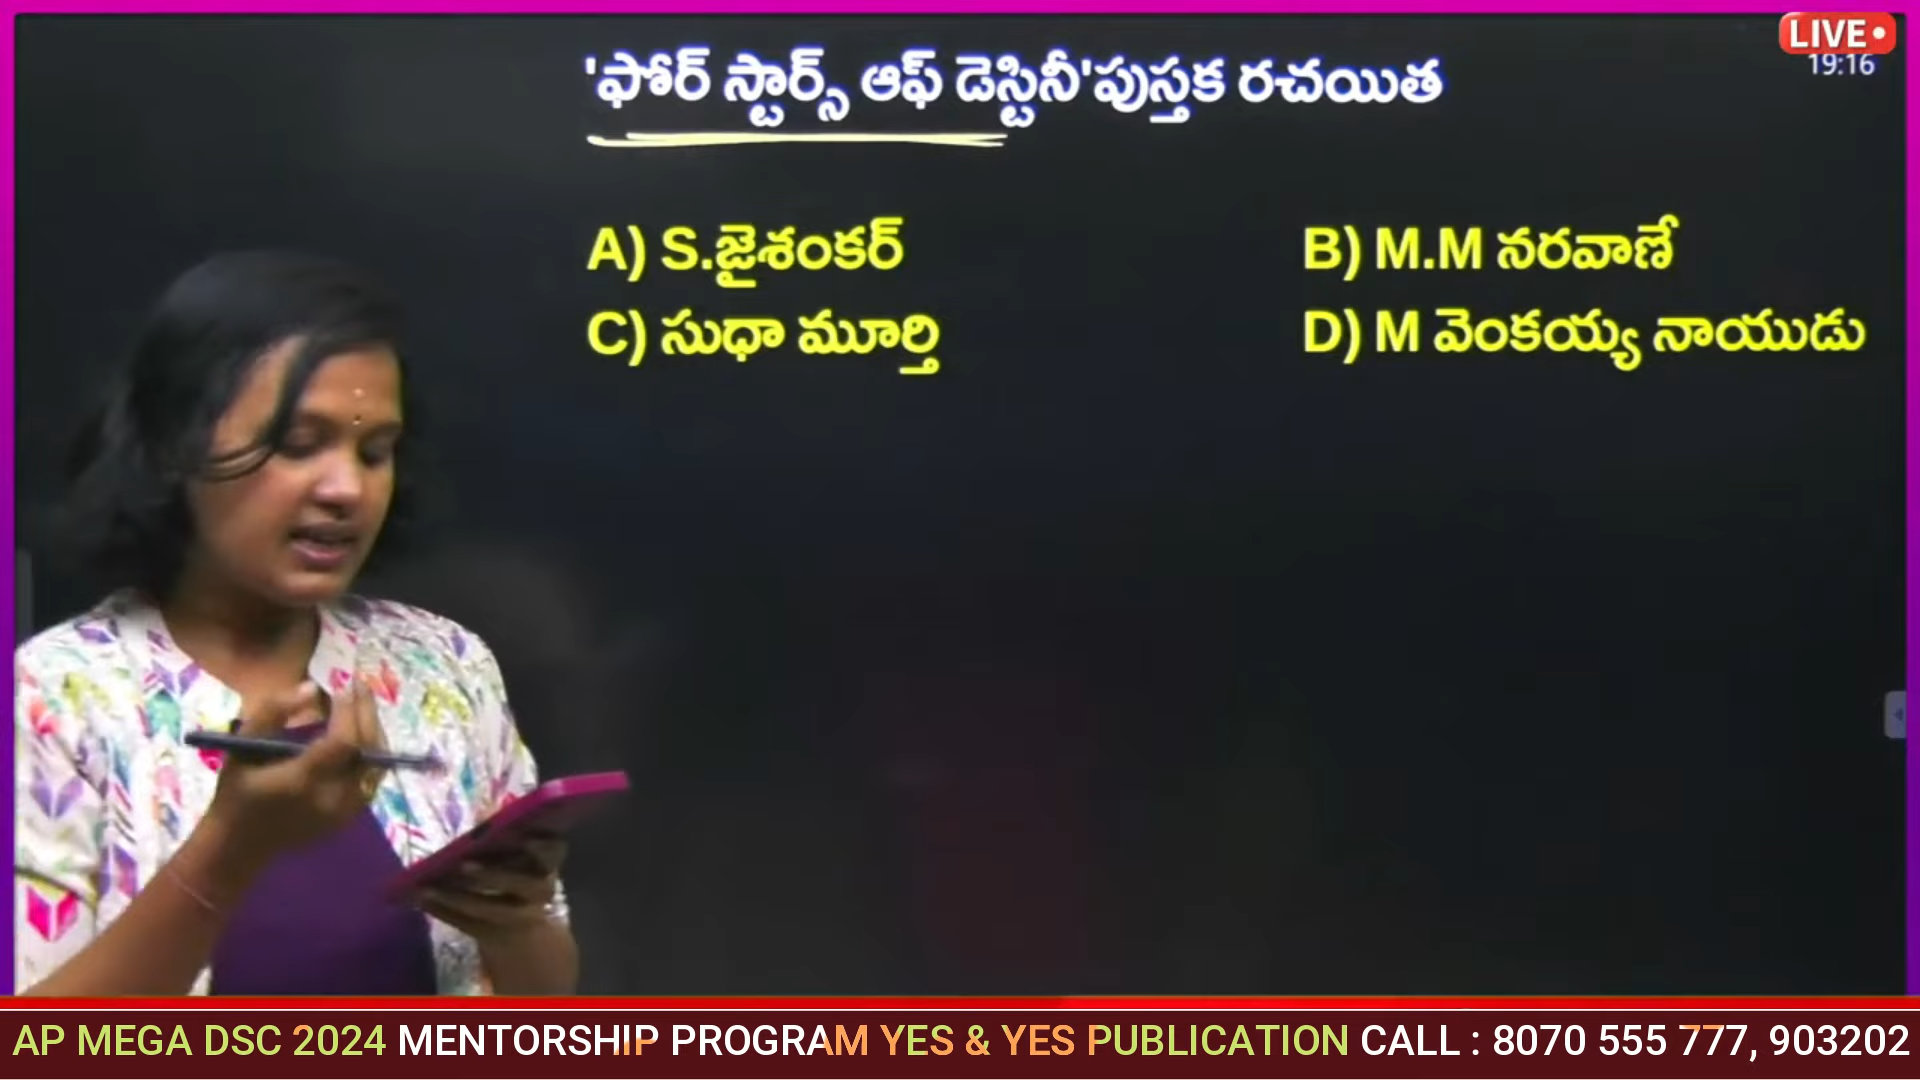 LIVE
19:16
'ఫోర్ స్టార్స్ ఆఫ్ డెస్టినీ'పుస్తక రచయిత
A) S.జైశంకర్
B) M.M నరవాణే
C) సుధా మూర్తి
D) M వెంకయ్య నాయుడు
AP MEGA DSC 2024 MENTORSHIP PROGRAM YES & YES PUBLICATION CALL : 8070 555 777, 903202